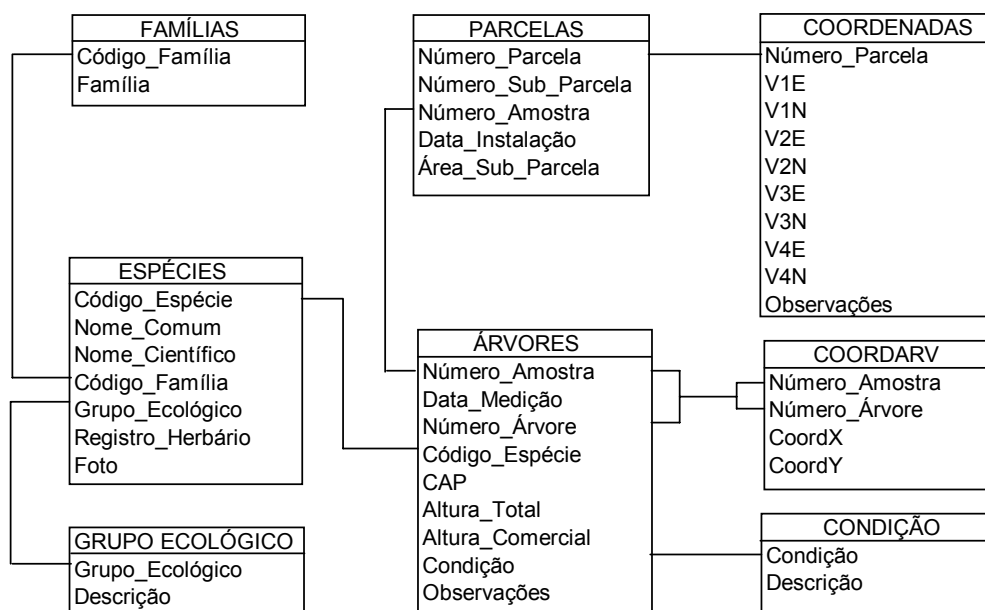 FAMÍLIAS
Código_Família
Família
PARCELAS
Número_Parcela
Número_Sub_Parcela
Número_Amostra
Data_Instalação
Área_Sub_Parcela
COORDENADAS
Número_Parcela
V1E
V1N
V2E
V2N
V3E
V3N
V4E
V4N
Observações
ESPÉCIES
Código_Espécie
Nome_Comum
Nome_Científico
Código_Família
Grupo_Ecológico
Registro_Herbário
Foto
ÁRVORES
Número_Amostra
Data_Medição
Número_Árvore
Código_Espécie
CAP
Altura_Total
Altura_Comercial
Condição
Observações
COORDARV
Número_Amostra
Número_Árvore
CoordX
CoordY
GRUPO ECOLÓGICO
Grupo_Ecológico
Descrição
CONDIÇÃO
Condição
Descrição